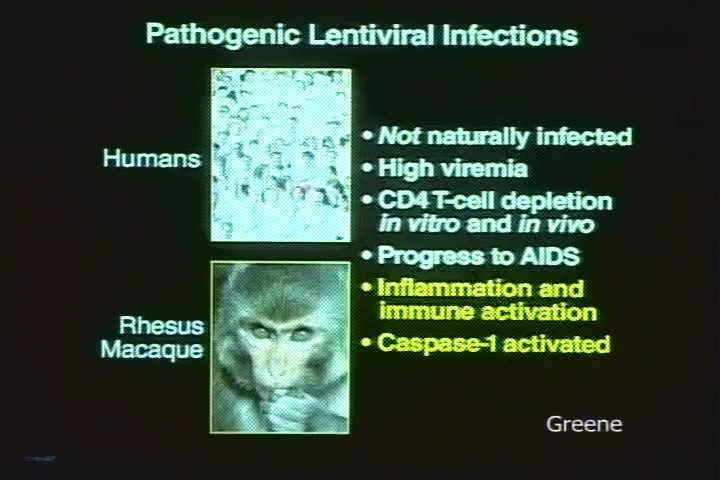 Pathogenic Lentiviral Infections
Humans
• Not naturally infected
• High viremia
• CD4 T-cell depletion
in vitro and in vivo
• Progress to AIDS
• Inflammation and
immune activation
• Caspase-1 activated
Rhesus
Macaque
Greene